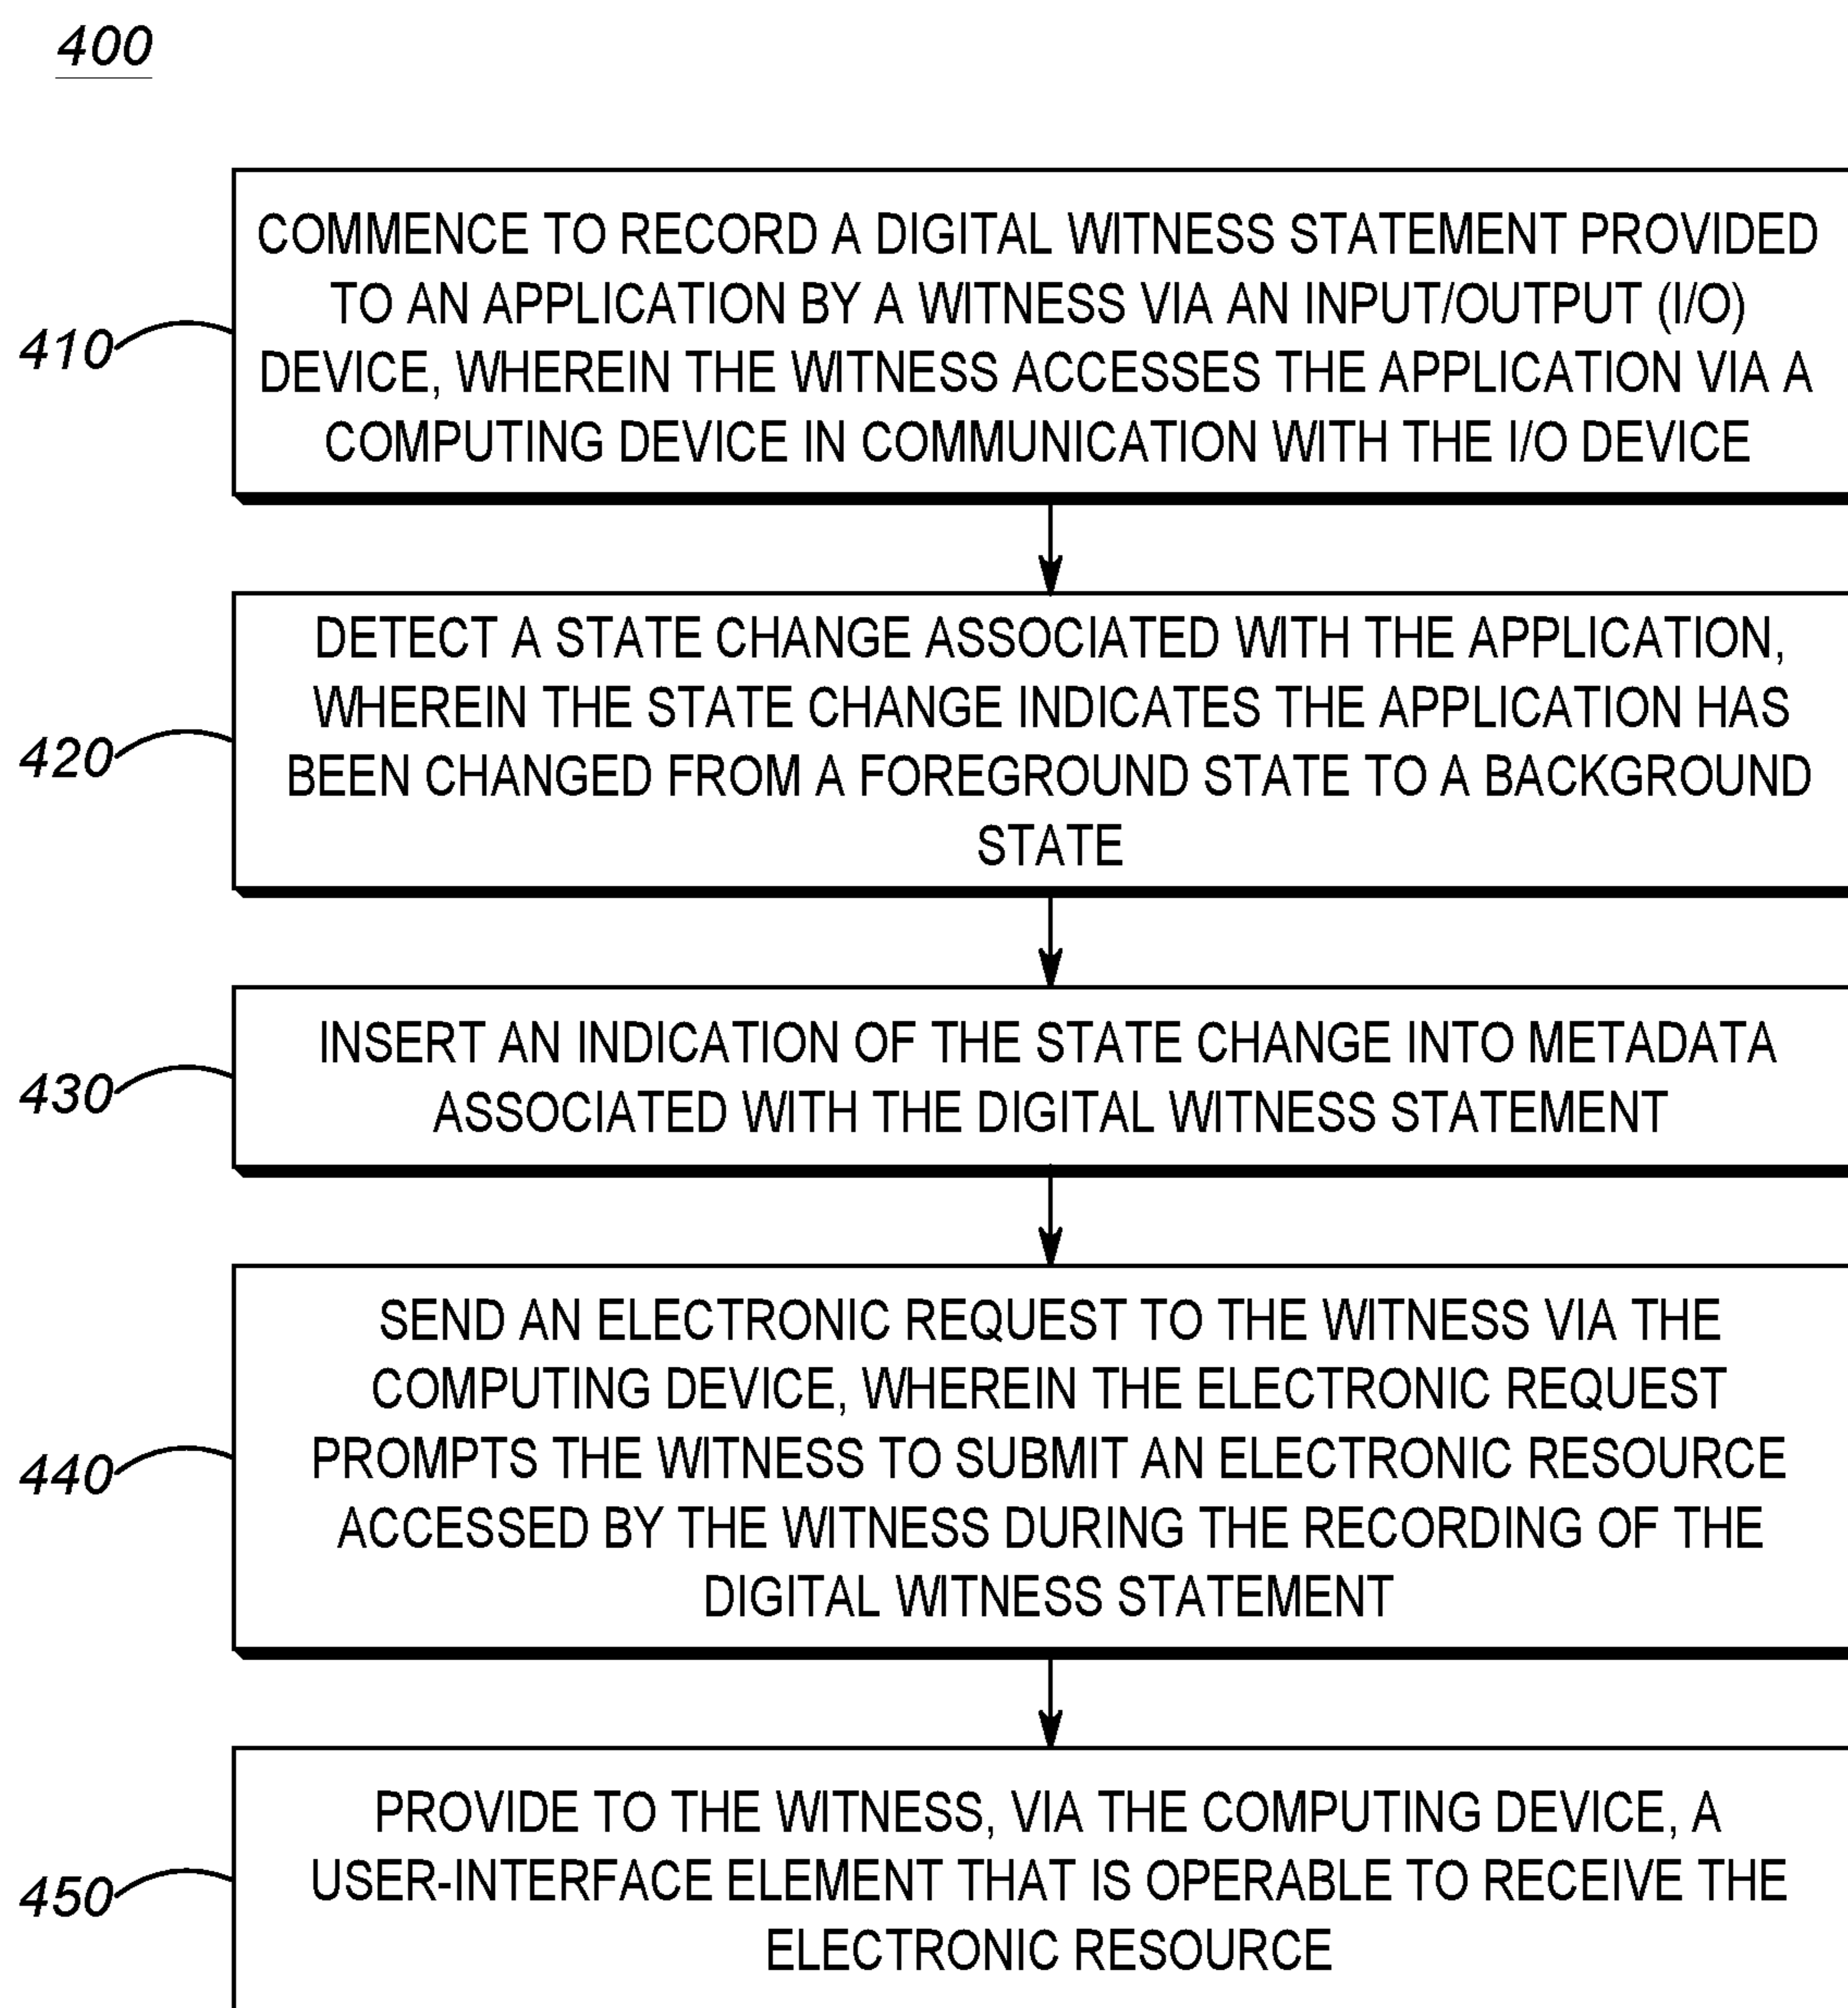 400
410
COMMENCE TO RECORD A DIGITAL WITNESS STATEMENT PROVIDED
TO AN APPLICATION BY A WITNESS VIA AN INPUT/OUTPUT (I/O)
DEVICE, WHEREIN THE WITNESS ACCESSES THE APPLICATION VIA A
COMPUTING DEVICE IN COMMUNICATION WITH THE I/O DEVICE
420
DETECT A STATE CHANGE ASSOCIATED WITH THE APPLICATION,
WHEREIN THE STATE CHANGE INDICATES THE APPLICATION HAS
BEEN CHANGED FROM A FOREGROUND STATE TO A BACKGROUND
STATE
430
INSERT AN INDICATION OF THE STATE CHANGE INTO METADATA
ASSOCIATED WITH THE DIGITAL WITNESS STATEMENT
440
SEND AN ELECTRONIC REQUEST TO THE WITNESS VIA THE
COMPUTING DEVICE, WHEREIN THE ELECTRONIC REQUEST
PROMPTS THE WITNESS TO SUBMIT AN ELECTRONIC RESOURCE
ACCESSED BY THE WITNESS DURING THE RECORDING OF THE
DIGITAL WITNESS STATEMENT
450
PROVIDE TO THE WITNESS, VIA THE COMPUTING DEVICE, A
USER-INTERFACE ELEMENT THAT IS OPERABLE TO RECEIVE THE
ELECTRONIC RESOURCE